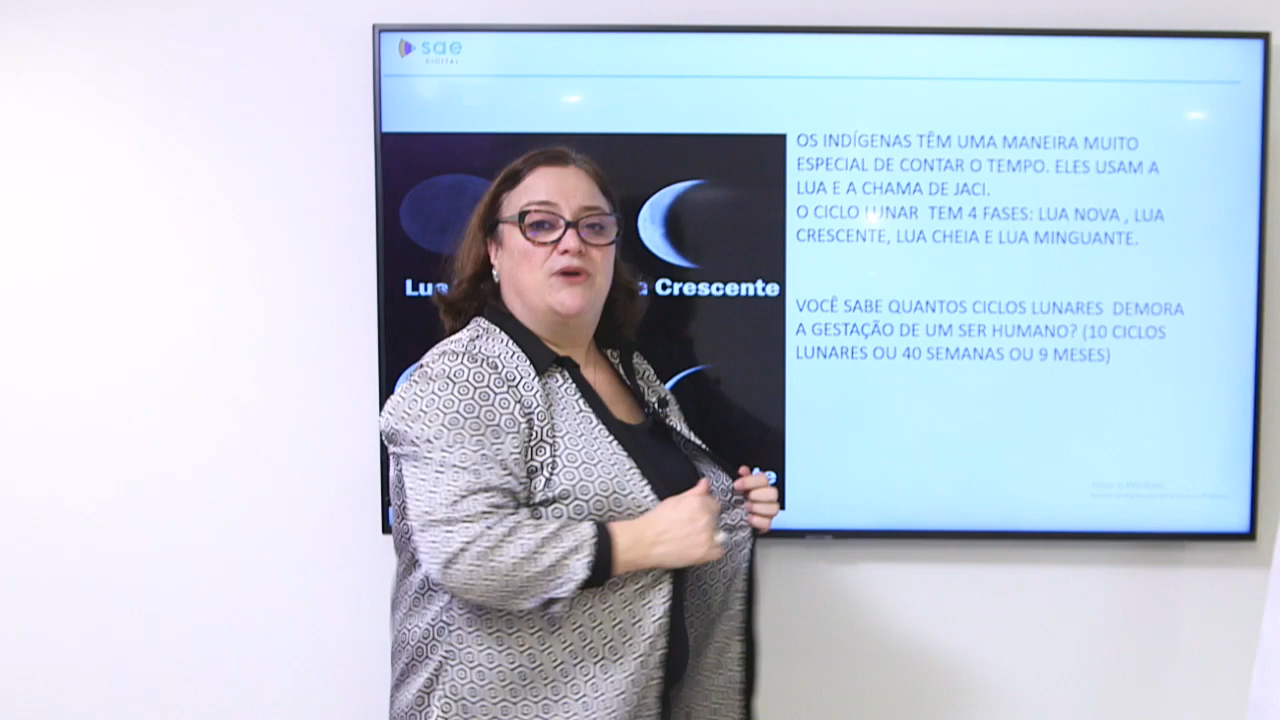 sae
DIGITAL
OS INDÍGENAS TÊM UMA MANEIRA MUITO
ESPECIAL DE CONTAR O TEMPO. ELES USAM A
LUA E A CHAMA DE JACI.
O CICLO LUNAR TEM 4 FASES: LUA NOVA , LUA
CRESCENTE, LUA CHEIA E LUA MINGUANTE.
VOCÊ SABE QUANTOS CICLOS LUNARES DEMORA
A GESTAÇÃO DE UM SER HUMANO? (10 CICLOS
LUNARES OU 40 SEMANAS OU 9 MESES)
Crescente